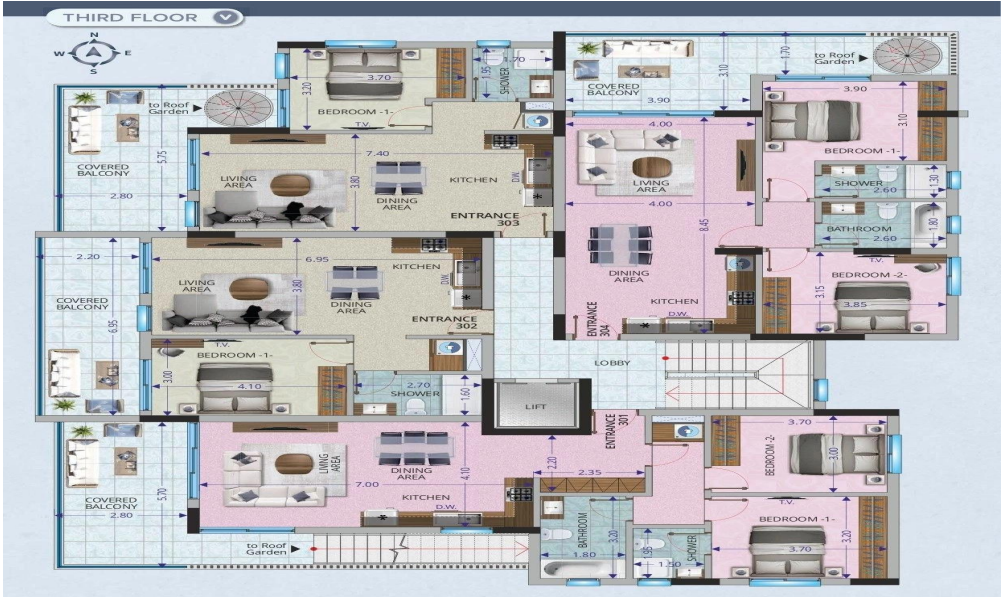 THIRD FLOOR
N
W E
S
to Roof
Garden
COVERED
BALCONY
5.75
2.80
3.20
3.70
BEDROOM -1-
T.V.
1.95
SHOWER
1.70
7.40
LIVING
AREA
3.80
DINING
AREA
KITCHEN
D.W.
ENTRANCE
303
COVERED
BALCONY
3.90
3.10
1.70
to Roof
Garden
4.00
LIVING
AREA
4.00
8.45
DINING
AREA
KITCHEN
D.W.
ENTRANCE
304
3.90
3.10
BEDROOM -1-
SHOWER
2.60
1.30
BATHROOM
2.60
1.80
T.V.
BEDROOM -2-
3.15
3.85
2.20
COVERED
BALCONY
6.95
6.95
LIVING
AREA
3.80
DINING
AREA
KITCHEN
D.W.
ENTRANCE
302
T.V.
BEDROOM -1-
3.00
4.10
2.70
SHOWER
1.60
LOBBY
LIFT
ENTRANCE
301
COVERED
BALCONY
2.80
5.70
to Roof
Garden
LIVING
AREA
7.00
DINING
AREA
4.10
KITCHEN
D.W.
2.20
2.35
BATHROOM
3.20
1.80
1.95
SHOWER
1.50
BEDROOM -2-
3.70
3.00
T.V.
BEDROOM -1-
3.70
3.20